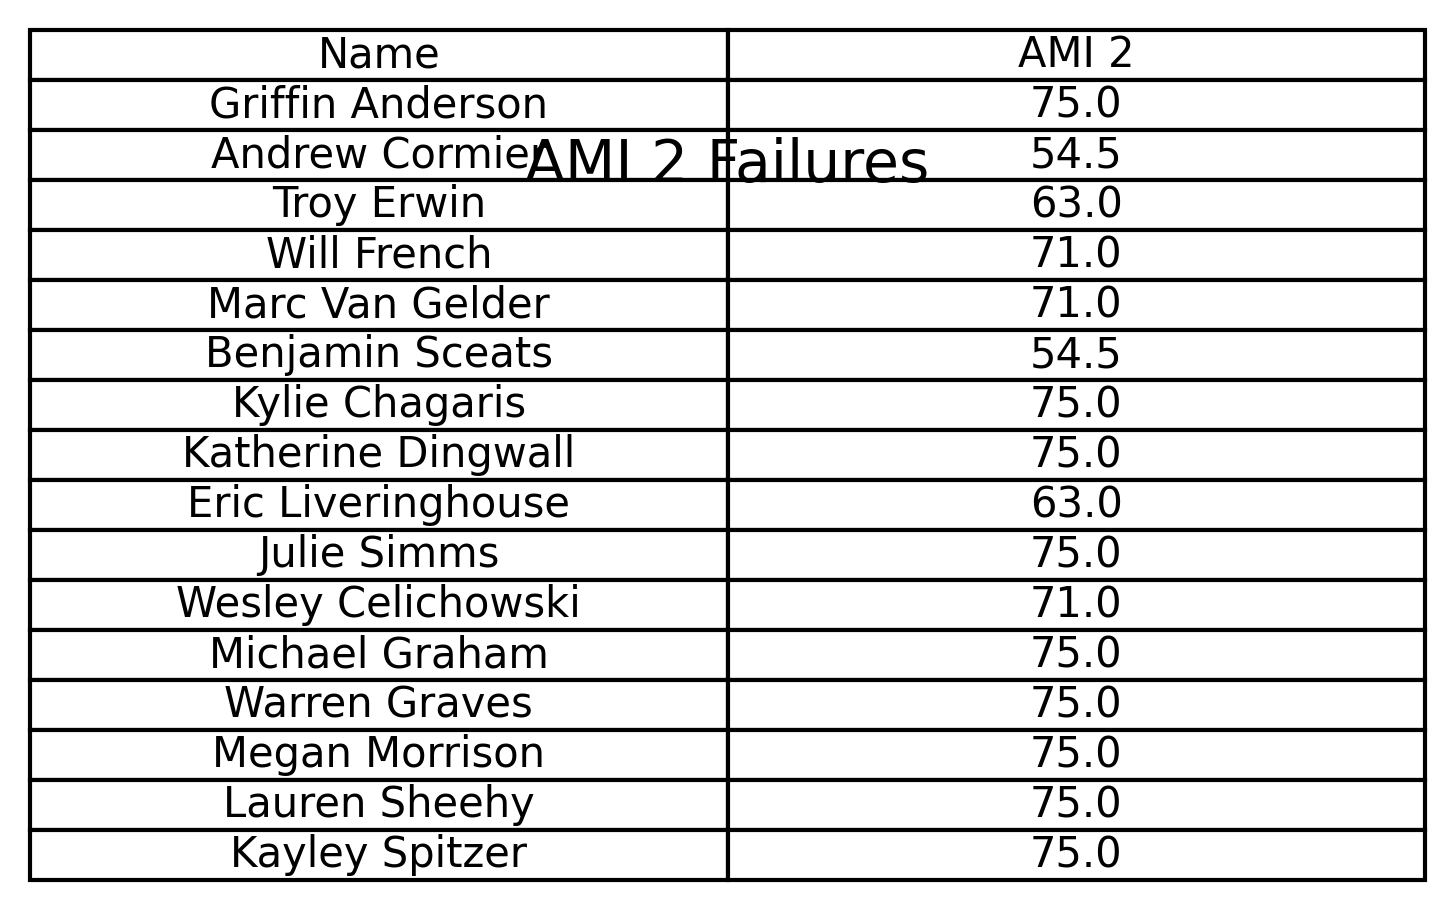 Name AMI 2
Griffin Anderson 75.0
Andrew Cormier 54.5
AMI 2 Failures
Troy Erwin 63.0
Will French 71.0
Marc Van Gelder 71.0
Benjamin Sceats 54.5
Kylie Chagaris 75.0
Katherine Dingwall 75.0
Eric Liveringhouse 63.0
Julie Simms 75.0
Wesley Celichowski 71.0
Michael Graham 75.0
Warren Graves 75.0
Megan Morrison 75.0
Lauren Sheehy 75.0
Kayley Spitzer 75.0